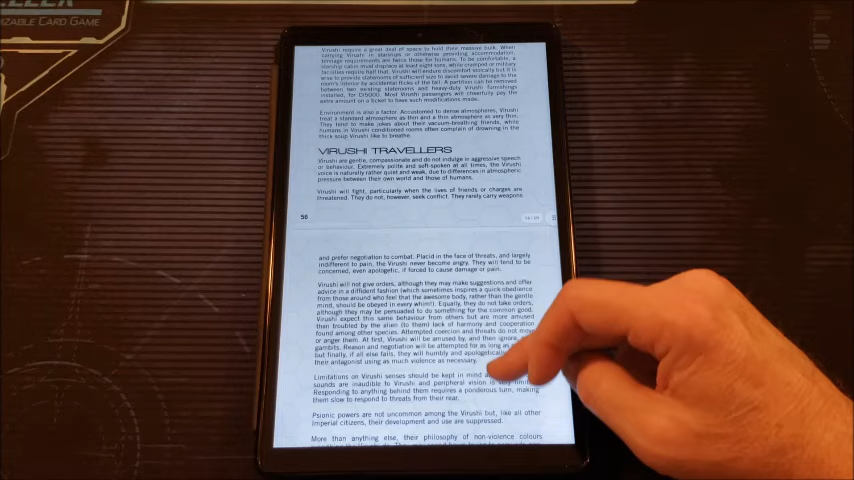 IZABLE CARD GAME
Virushi require a great deal of space to hold their massive bulk. When
carrying Virushi in starships or otherwise providing accommodation,
tonnage requirements are twice those for humans. To be comfortable, a
starship cabin must displace at least eight tons, while cramped or military
facilities require half that. Virushi will endure discomfort stoically but it is
wise to provide staterooms of sufficient size to avoid severe damage to the
room's interior by accidental flicks of the tail. A partition can be removed
between two existing staterooms and heavy-duty Virushi furnishings
installed, for Cr5000. Most Virushi passengers will cheerfully pay the
extra amount on a ticket to have such modifications made.
Environment is also a factor. Accustomed to dense atmospheres, Virushi
treat a standard atmosphere as thin and a thin atmosphere as very thin.
They tend to make jokes about their vacuum-breathing friends, while
humans in Virushi conditioned rooms often complain of drowning in the
thick soup Virushi like to breathe.
VIRUSHI TRAVELLERS
Virushi are gentle, compassionate and do not indulge in aggressive speech
or behaviour. Extremely polite and soft-spoken at all times, the Virushi
voice is naturally rather quiet and weak, due to differences in atmospheric
pressure between their own world and those of humans.
Virushi will fight, particularly when the lives of friends or charges are
threatened. They do not, however, seek conflict. They rarely carry weapons
56
and prefer negotiation to combat. Placid in the face of threats, and largely
indifferent to pain, the Virushi never become angry. They will tend to be
concerned, even apologetic, if forced to cause damage or pain.
Virushi will not give orders, although they may make suggestions and offer
advice in a diffident fashion (which sometimes inspires a quick obedience
from those around who feel that the awesome body, rather than the gentle
mind, should be obeyed in every whim!). Equally, they do not take orders,
although they may be persuaded to do something for the common good.
Virushi expect this same behaviour from others but are more amused
than troubled by the alien (to them) lack of harmony and cooperation
found among other species. Attempted coercion and threats do not mov
or anger them. At first, Virushi will be amused by, and then ignore,
gambits. Reason and negotiation will be attempted for as long as
but finally, if all else fails, they will humbly and apologetically
their antagonist using as much violence as necessary.
Limitations on Virushi senses should be kept in mind
sounds are inaudible to Virushi and peripheral vision is very limited.
Responding to anything behind them requires a ponderous turn, making
them slow to respond to threats from their rear.
Psionic powers are not uncommon among the Virushi but, like all other
Imperial citizens, their development and use are suppressed.
More than anything else, their philosophy of non-violence colours